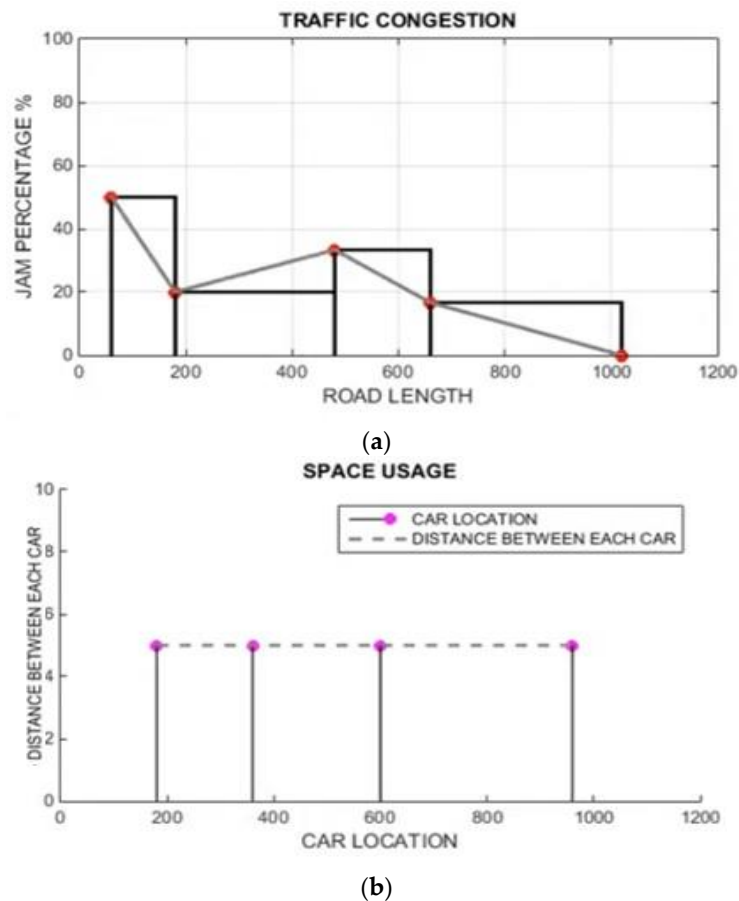 TRAFFIC CONGESTION
100
80
60
40
20
0
JAM PERCENTAGE %
0 200 400 600 800 1000 1200
ROAD LENGTH
(a)
SPACE USAGE
10
8
6
4
2
0
DISTANCE BETWEEN EACH CAR
CAR LOCATION
DISTANCE BETWEEN EACH CAR
0 200 400 600 800 1000 1200
CAR LOCATION
(b)